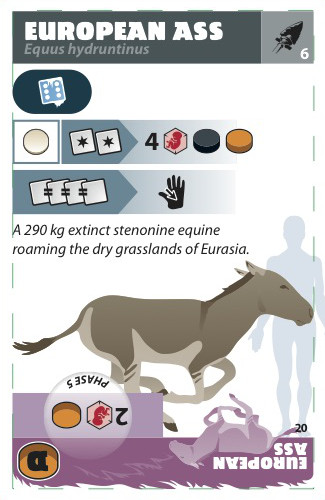 EUROPEAN ASS
Equus hydruntinus
6
4
A 290 kg extinct stenonine equine
roaming the dry grasslands of Eurasia.
PHASE 5
2
20
EUROPEAN
ASS